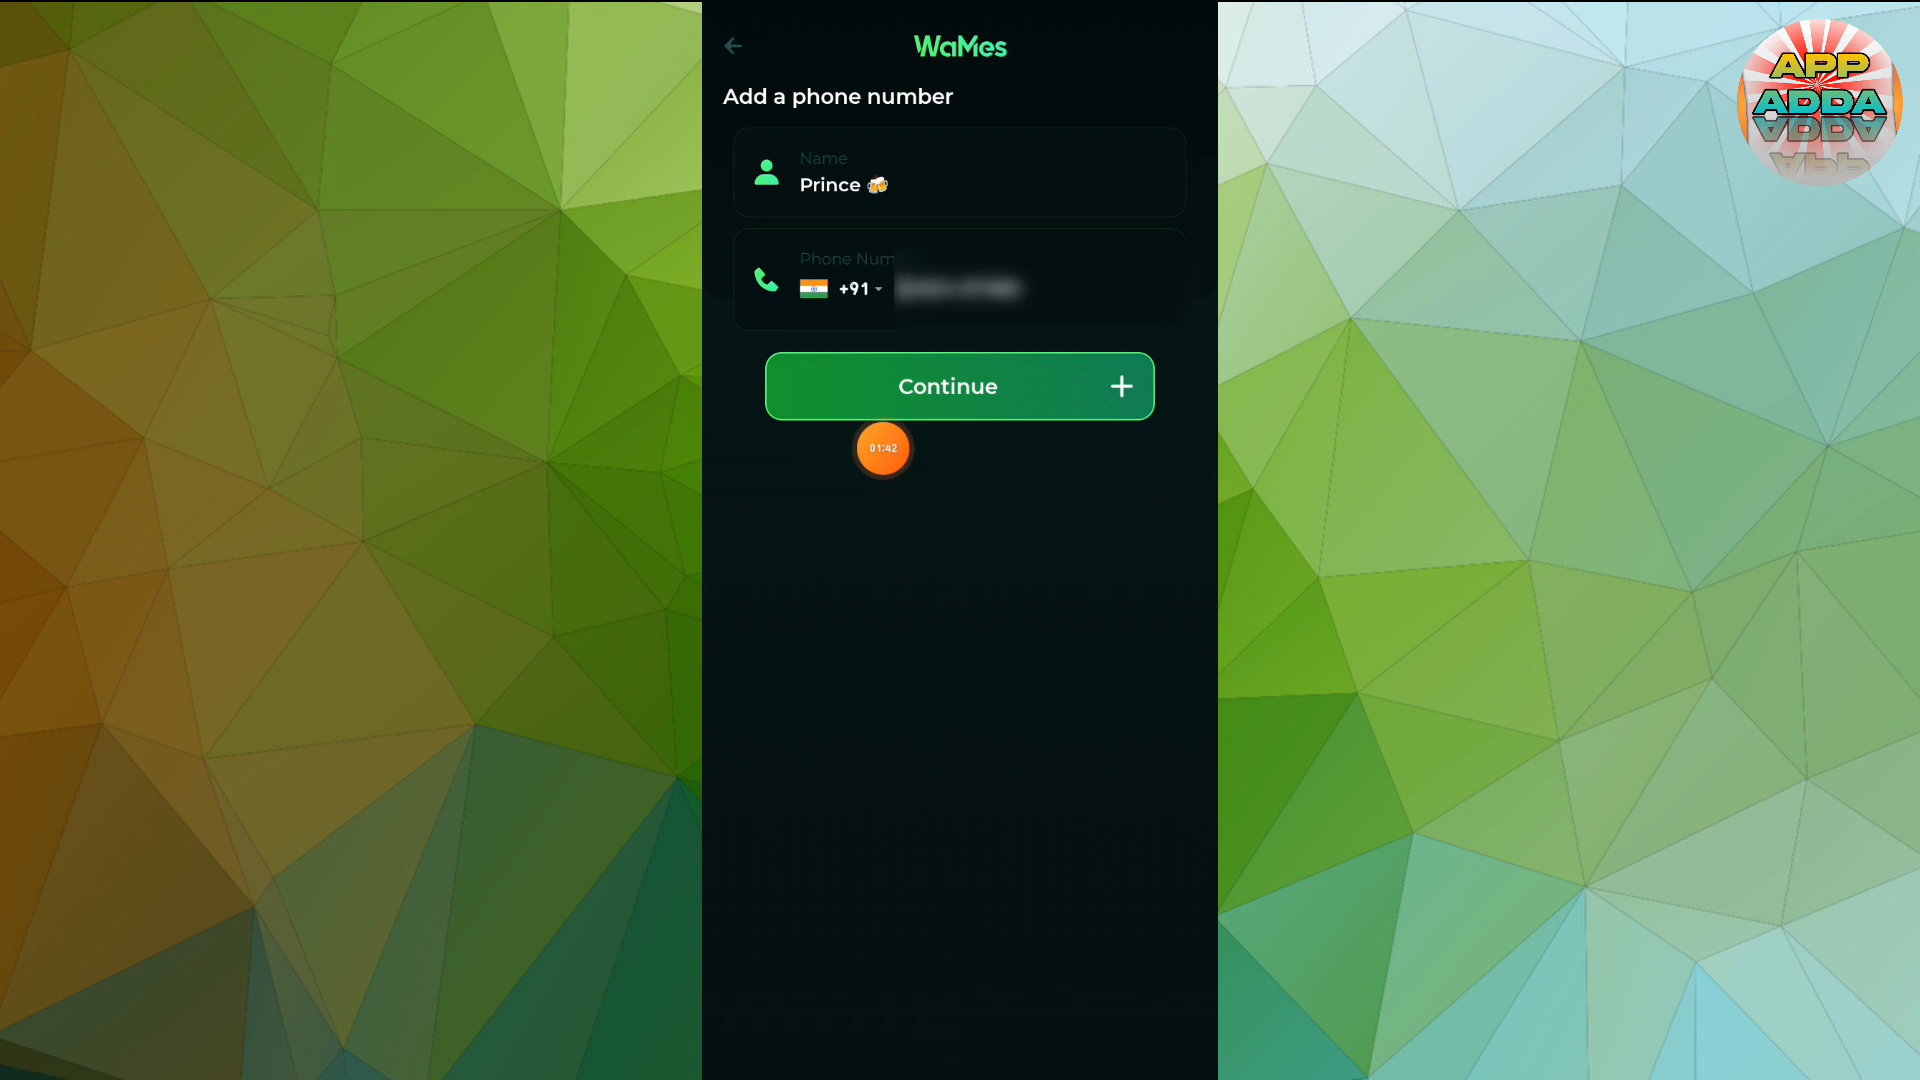 WaMes
APP
ADDA
Add a phone number
Name
Prince 🍻
Phone Num
+91
Continue
01:42